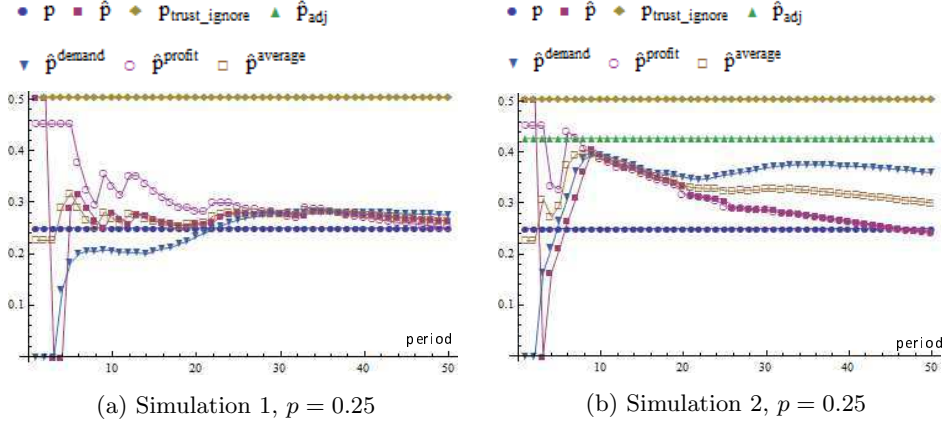 p p̂ p_trust_ignore p̂_adj
p̂^demand p̂^profit p̂^average
0.5
0.4
0.3
0.2
0.1
10 20 30 40 50
period
(a) Simulation 1, p = 0.25
p p̂ p_trust_ignore p̂_adj
p̂^demand p̂^profit p̂^average
0.5
0.4
0.3
0.2
0.1
0 10 20 30 40 50
period
(b) Simulation 2, p = 0.25